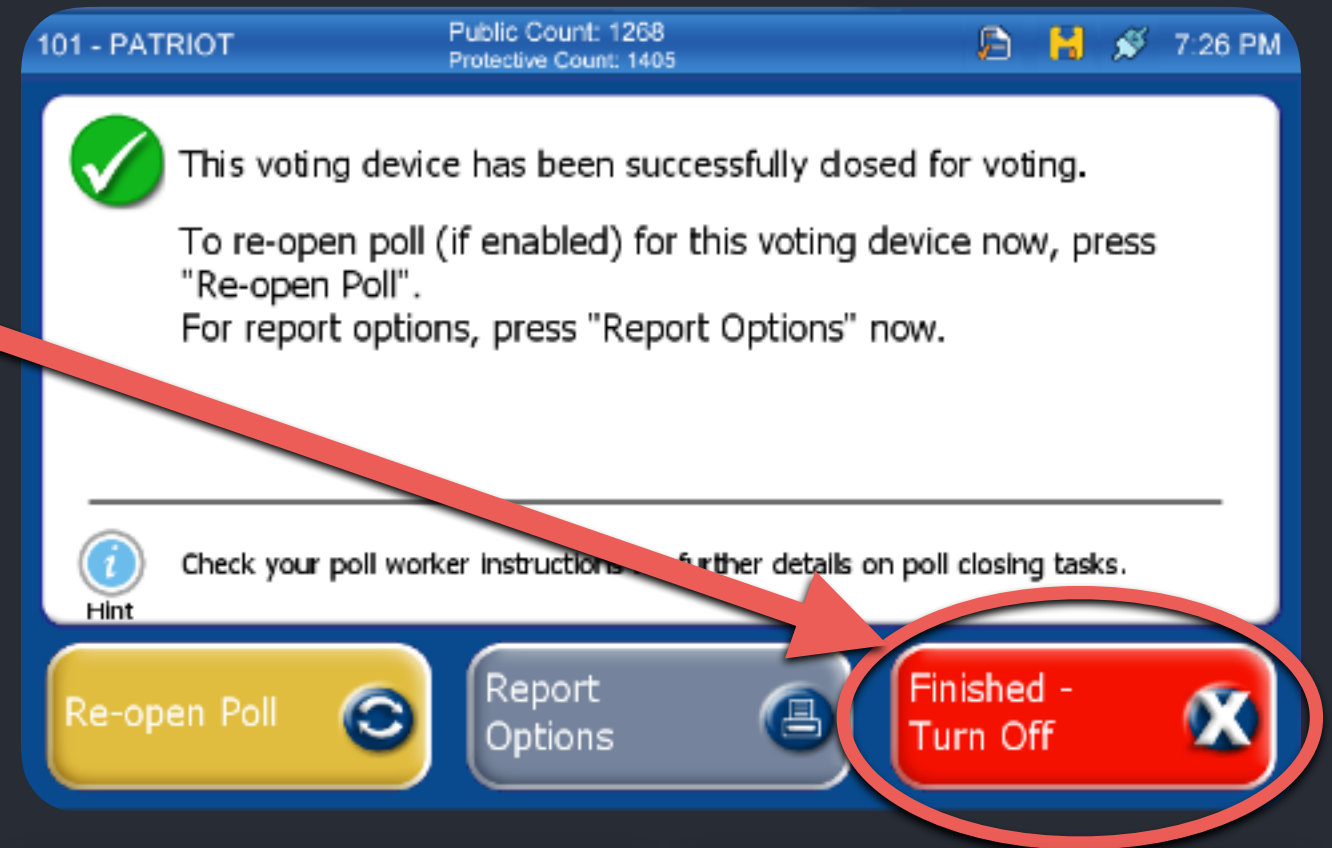 101 - PATRIOT
Public Count: 1268
Protective Count: 1405
7:26 PM
This voting device has been successfully closed for voting.
To re-open poll (if enabled) for this voting device now, press
"Re-open Poll".
For report options, press "Report Options" now.
Check your poll worker instructions further details on poll closing tasks.
Hint
Re-open Poll
Report
Options
Finished -
Turn Off